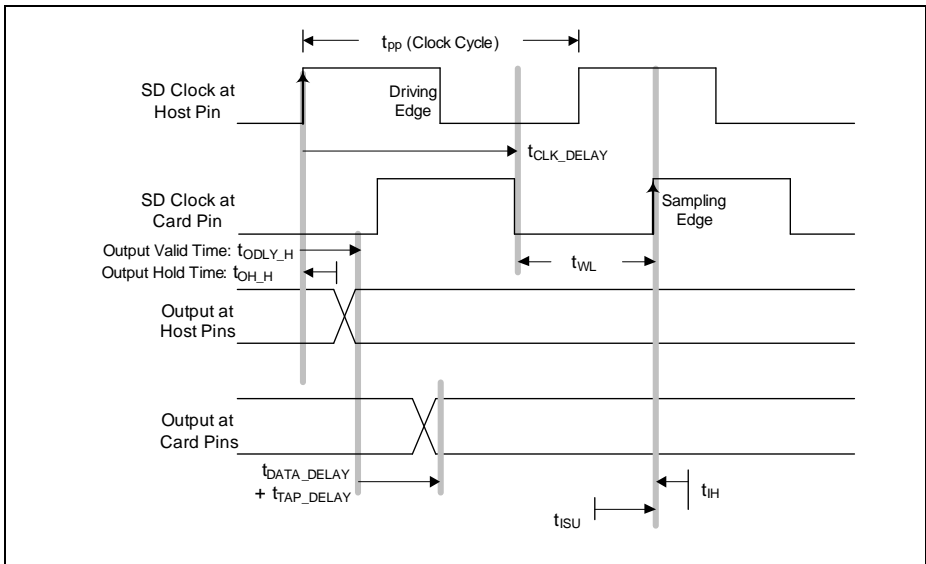 tpp (Clock Cycle)
SD Clock at
Host Pin
Driving
Edge
tCLK_DELAY
SD Clock at
Card Pin
Sampling
Edge
Output Valid Time: tODLY_H
Output Hold Time: tOH_H
tWL
Output at
Host Pins
Output at
Card Pins
tDATA_DELAY
+ tTAP_DELAY
tIH
tISU